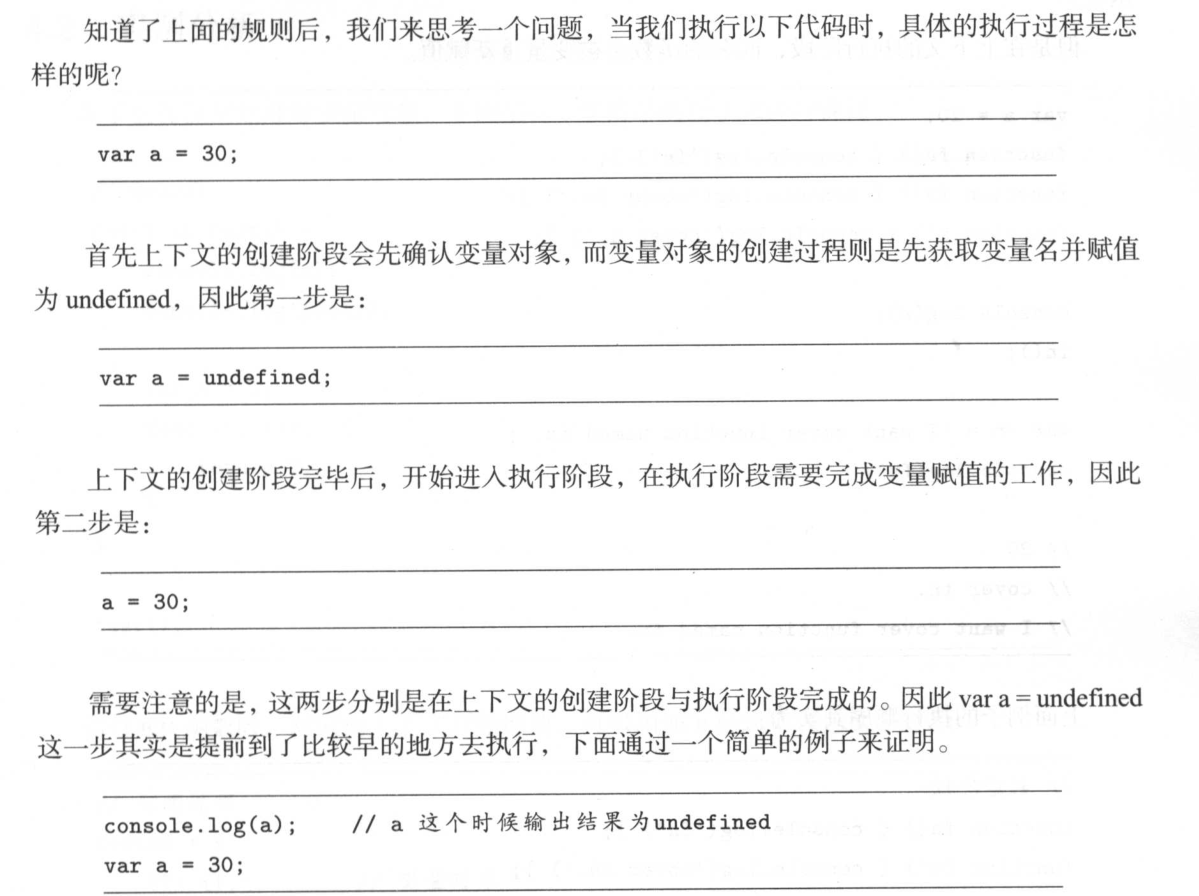 知道了上面的规则后，我们来思考一个问题，当我们执行以下代码时，具体的执行过程是怎
样的呢？
var a = 30;
首先上下文的创建阶段会先确认变量对象，而变量对象的创建过程则是先获取变量名并赋值
为 undefined，因此第一步是：
var a = undefined;
上下文的创建阶段完毕后，开始进入执行阶段，在执行阶段需要完成变量赋值的工作，因此
第二步是：
a = 30;
需要注意的是，这两步分别是在上下文的创建阶段与执行阶段完成的。因此 var a = undefined
这一步其实是提前到了比较早的地方去执行，下面通过一个简单的例子来证明。
console.log(a); // a 这个时候输出结果为undefined
var a = 30;